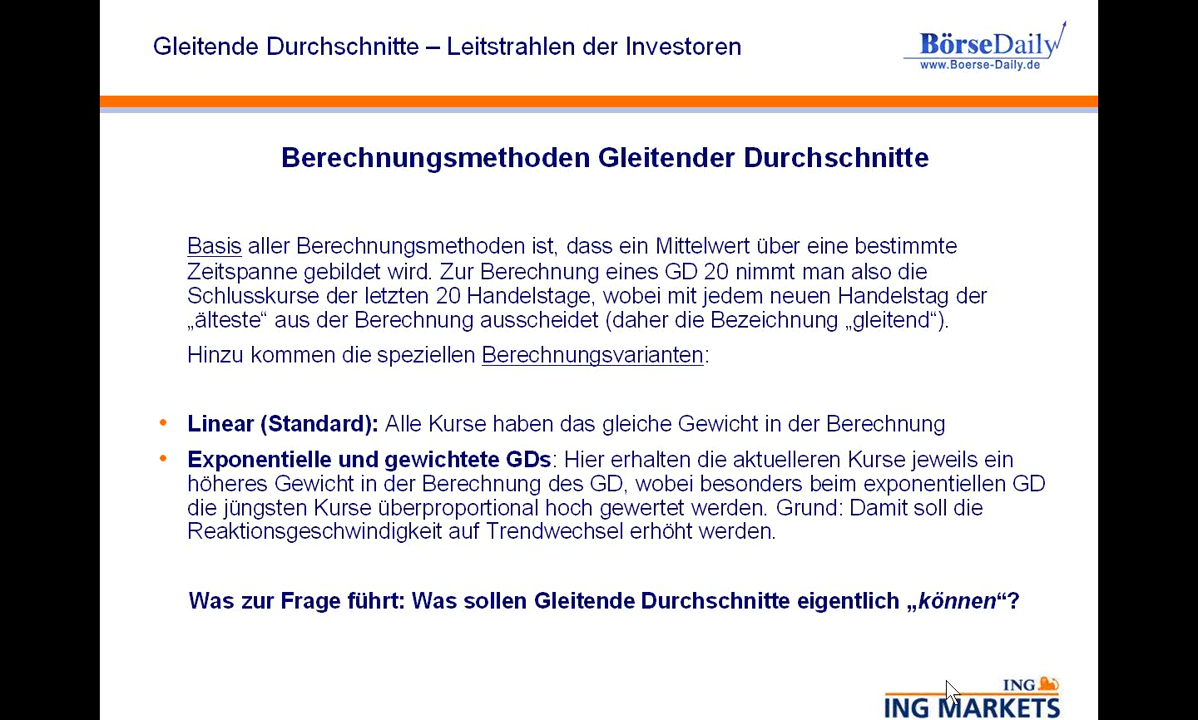 Gleitende Durchschnitte – Leitstrahlen der Investoren
BörseDaily
www.Boerse-Daily.de
Berechnungsmethoden Gleitender Durchschnitte
Basis aller Berechnungsmethoden ist, dass ein Mittelwert über eine bestimmte
Zeitspanne gebildet wird. Zur Berechnung eines GD 20 nimmt man also die
Schlusskurse der letzten 20 Handelstage, wobei mit jedem neuen Handelstag der
„älteste“ aus der Berechnung ausscheidet (daher die Bezeichnung „gleitend“).
Hinzu kommen die speziellen Berechnungsvarianten:
• Linear (Standard): Alle Kurse haben das gleiche Gewicht in der Berechnung
• Exponentielle und gewichtete GDs: Hier erhalten die aktuelleren Kurse jeweils ein
höheres Gewicht in der Berechnung des GD, wobei besonders beim exponentiellen GD
die jüngsten Kurse überproportional hoch gewertet werden. Grund: Damit soll die
Reaktionsgeschwindigkeit auf Trendwechsel erhöht werden.
Was zur Frage führt: Was sollen Gleitende Durchschnitte eigentlich „können“?
ING
ING MARKETS